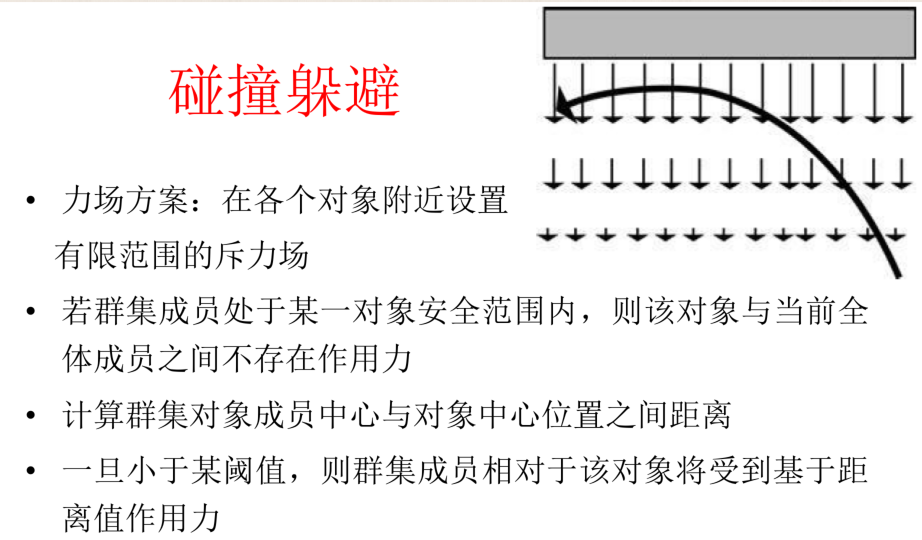 碰撞躲避
• 力场方案：在各个对象附近设置
有限范围的斥力场
• 若群集成员处于某一对象安全范围内，则该对象与当前全
体成员之间不存在作用力
• 计算群集对象成员中心与对象中心位置之间距离
• 一旦小于某阈值，则群集成员相对于该对象将受到基于距
离值作用力